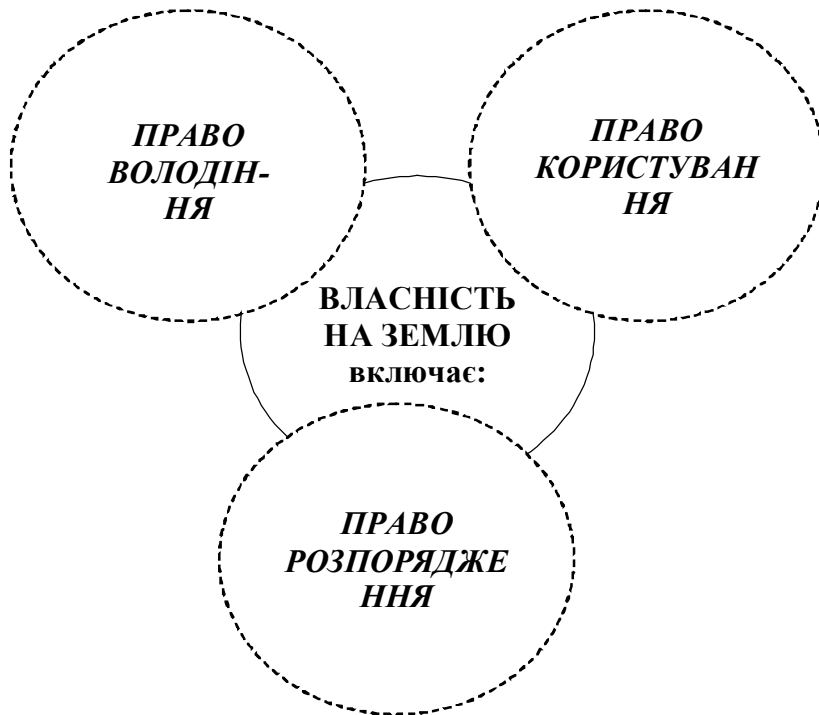 ПРАВО
ВОЛОДІН-
НЯ
ПРАВО
КОРИСТУВАН
НЯ
ВЛАСНІСТЬ
НА ЗЕМЛЮ
включає:
ПРАВО
РОЗПОРЯДЖЕ
ННЯ